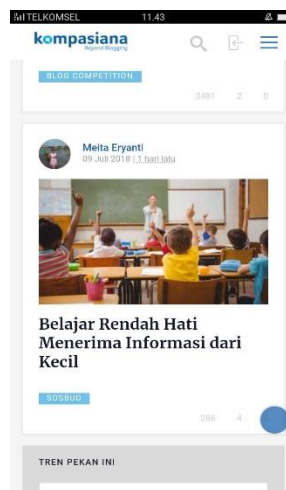 TELKOMSEL 11.43
kompasiana
Beyond Blogging
BLOG COMPETITION
3481 2 0
Meita Eryanti
09 Juli 2018 | 1 hari lalu
Belajar Rendah Hati
Menerima Informasi dari
Kecil
SOSBUD
286 4
TREN PEKAN INI